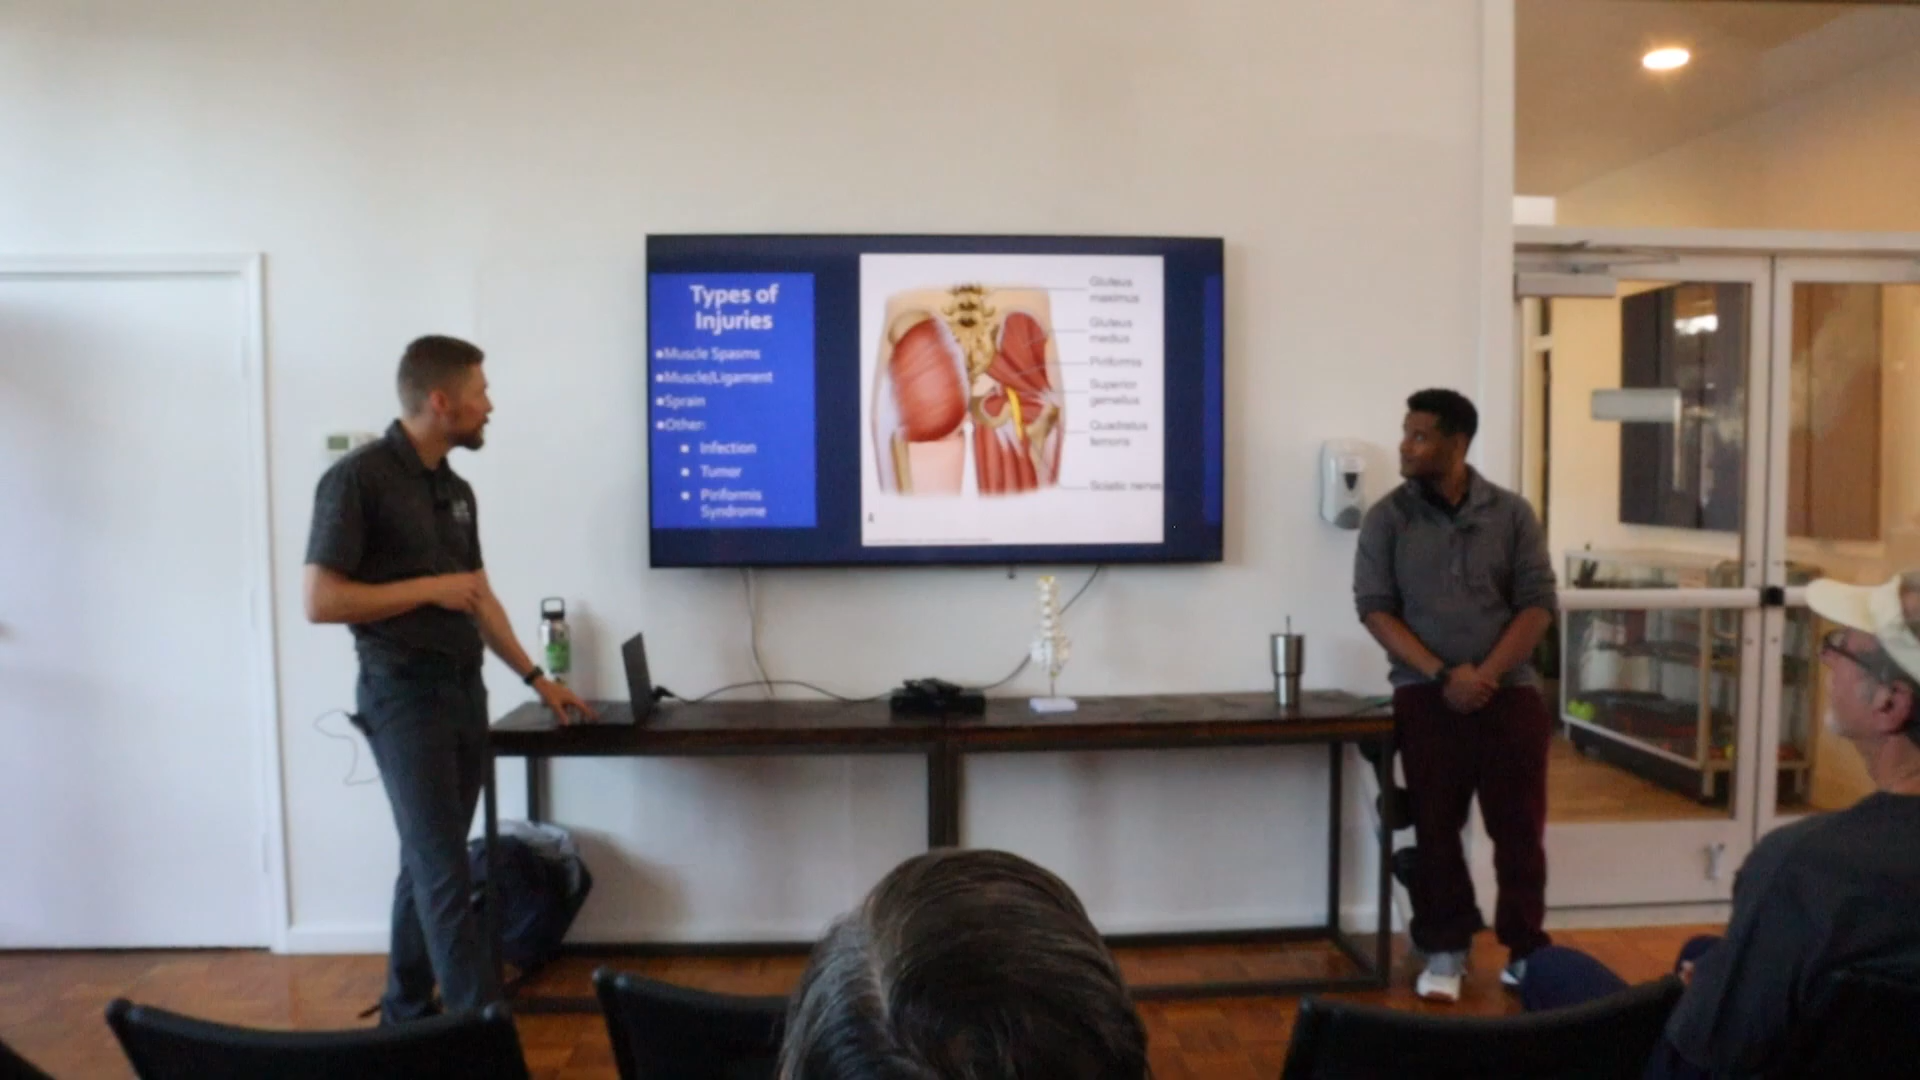 Types of
Injuries
▪Muscle Spasms
▪Muscle/Ligament
▪Sprain
▪Other:
▪ Infection
▪ Tumor
▪ Piriformis
Syndrome
Gluteus
maximus
Gluteus
medius
Piriformis
Superior
gemellus
Quadratus
femoris
Sciatic nerve
A